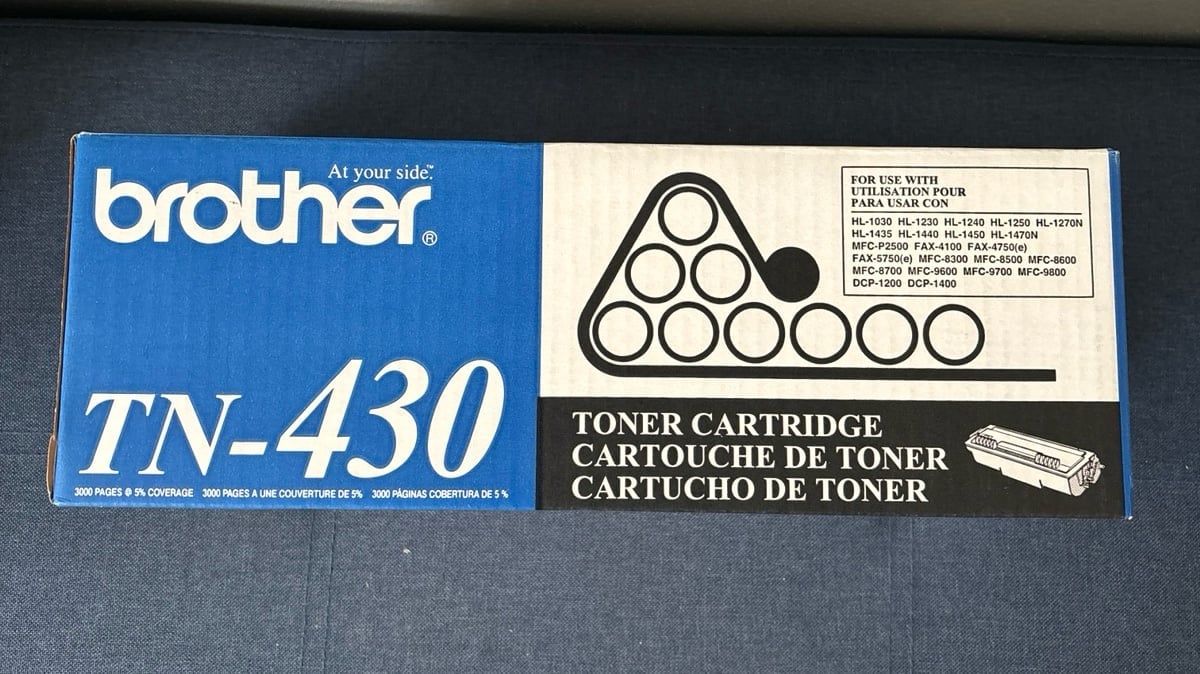 At your side.™
brother®
TN-430
3000 PAGES @ 5% COVERAGE 3000 PAGES A UNE COUVERTURE DE 5% 3000 PÁGINAS COBERTURA DE 5 %
FOR USE WITH
UTILISATION POUR
PARA USAR CON
HL-1030 HL-1230 HL-1240 HL-1250 HL-1270N
HL-1435 HL-1440 HL-1450 HL-1470N
MFC-P2500 FAX-4100 FAX-4750(e)
FAX-5750(e) MFC-8300 MFC-8500 MFC-8600
MFC-8700 MFC-9600 MFC-9700 MFC-9800
DCP-1200 DCP-1400
TONER CARTRIDGE
CARTOUCHE DE TONER
CARTUCHO DE TONER